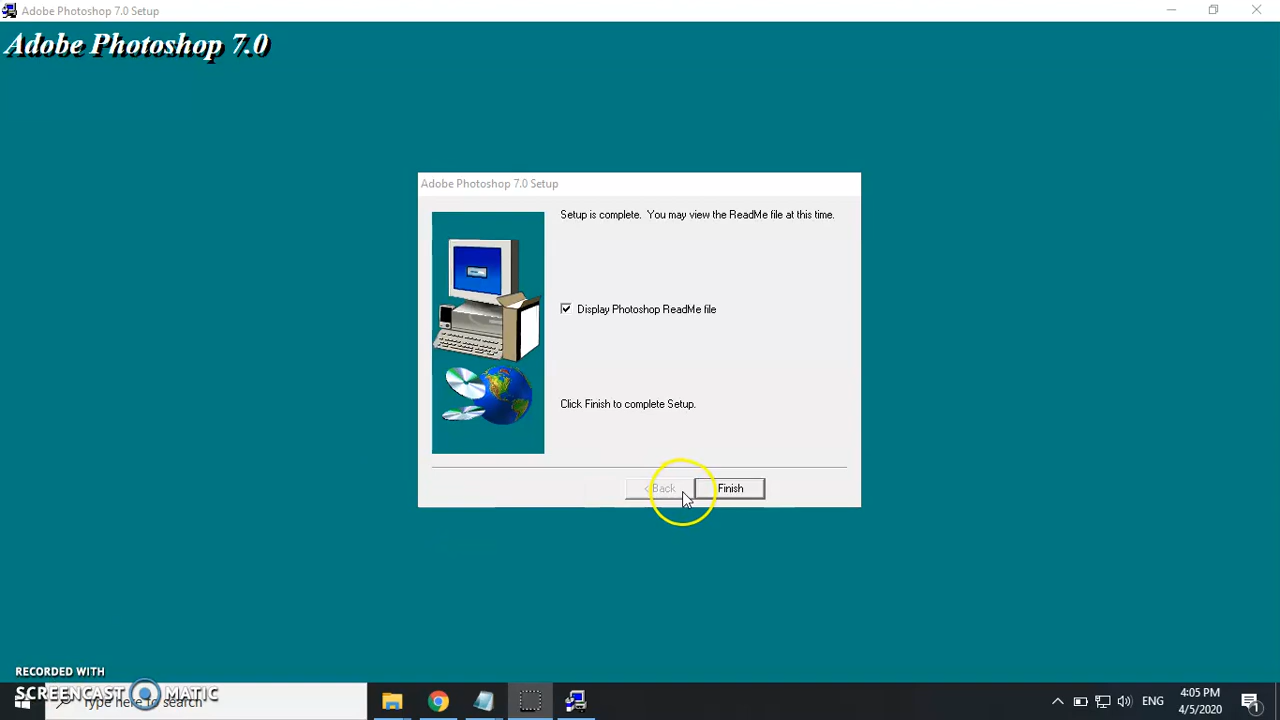 Adobe Photoshop 7.0 Setup
Adobe Photoshop 7.0
Adobe Photoshop 7.0 Setup
Setup is complete. You may view the ReadMe file at this time.
Display Photoshop ReadMe file
Click Finish to complete Setup.
< Back
Finish
RECORDED WITH
SCREENCAST MATIC
Type here to search
ENG
4:05 PM
4/5/2020
1